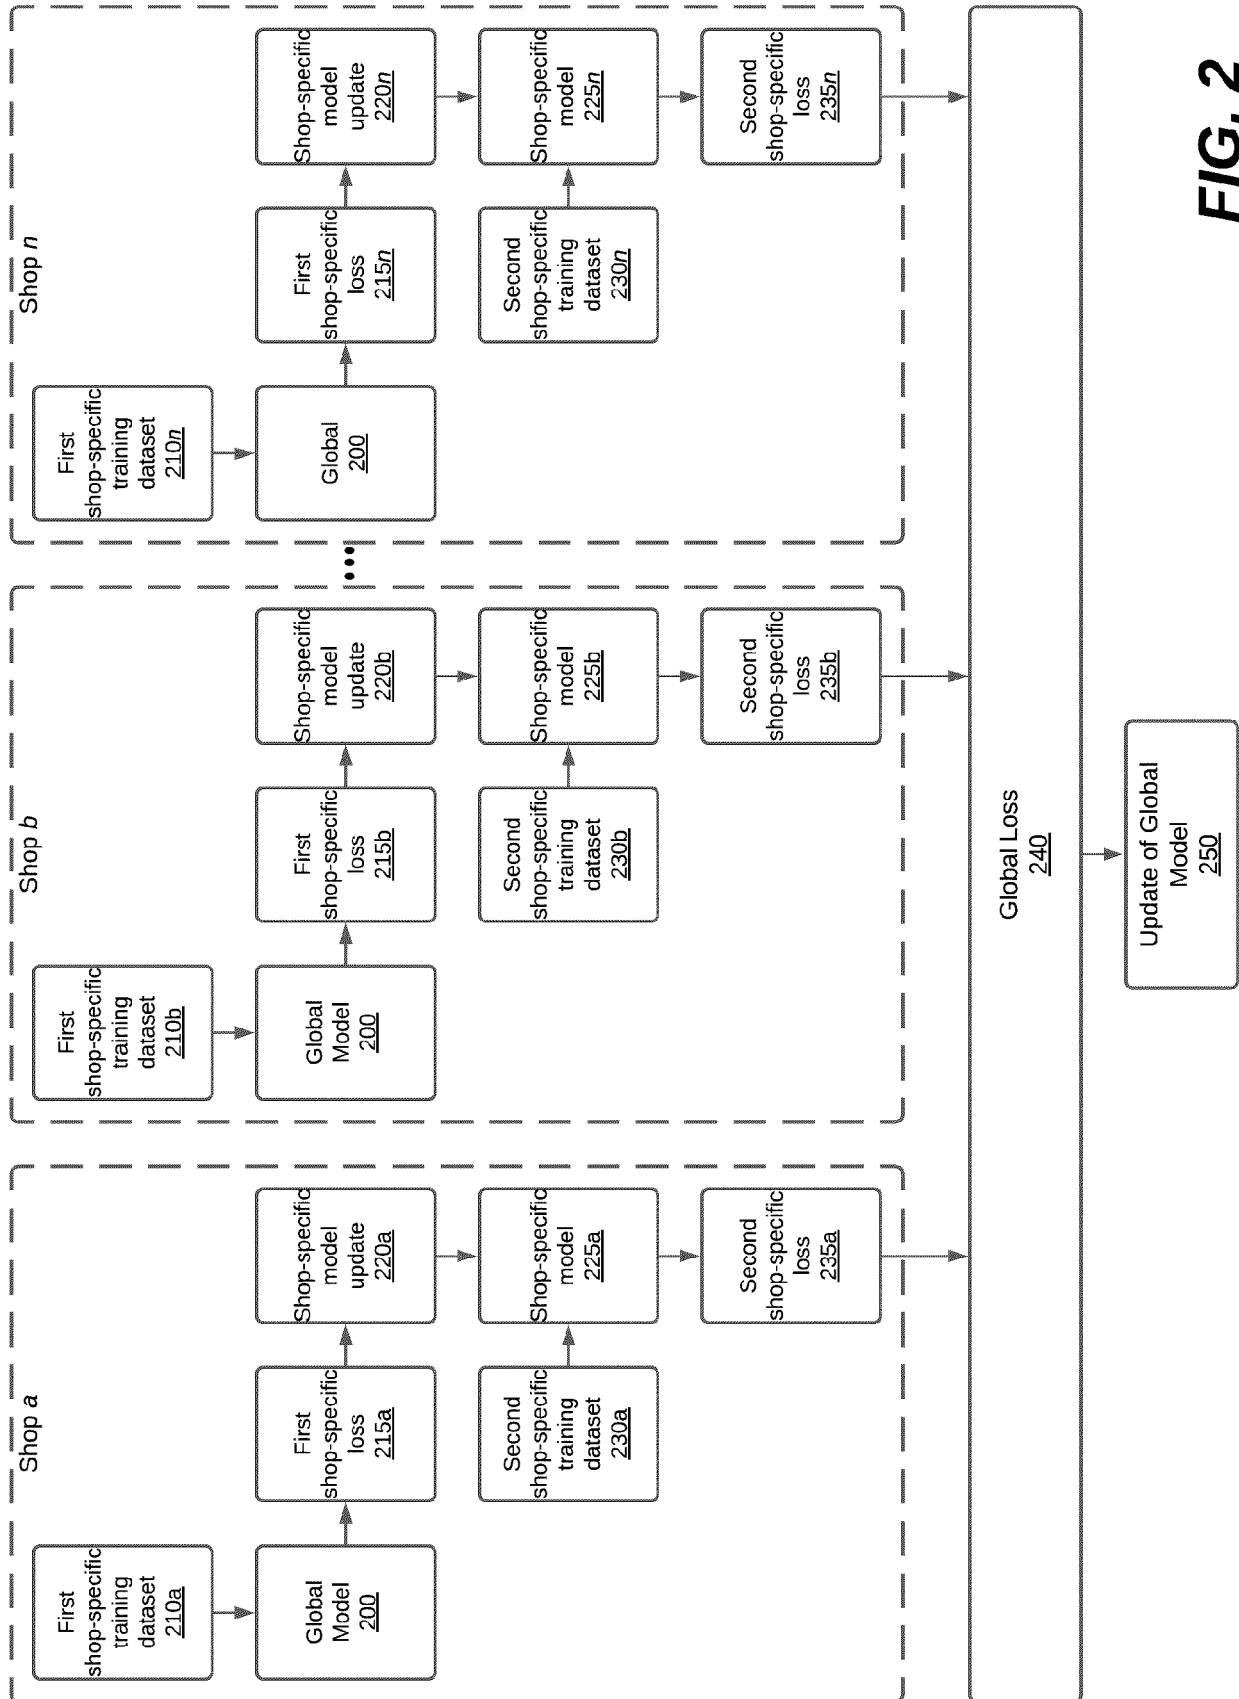 Shop a
First
shop-specific
training
dataset
210a
Global
Model
200
First
shop-specific
loss
215a
Shop-specific
model
update
220a
Second
shop-specific
training
dataset
230a
Shop-specific
model
225a
Second
shop-specific
loss
235a
Shop b
First
shop-specific
training
dataset
210b
Global
Model
200
First
shop-specific
loss
215b
Shop-specific
model
update
220b
Second
shop-specific
training
dataset
230b
Shop-specific
model
225b
Second
shop-specific
loss
235b
Shop n
First
shop-specific
training
dataset
210n
Global
200
First
shop-specific
loss
215n
Shop-specific
model
update
220n
Second
shop-specific
training
dataset
230n
Shop-specific
model
225n
Second
shop-specific
loss
235n
Global Loss
240
Update of Global
Model
250
FIG. 2